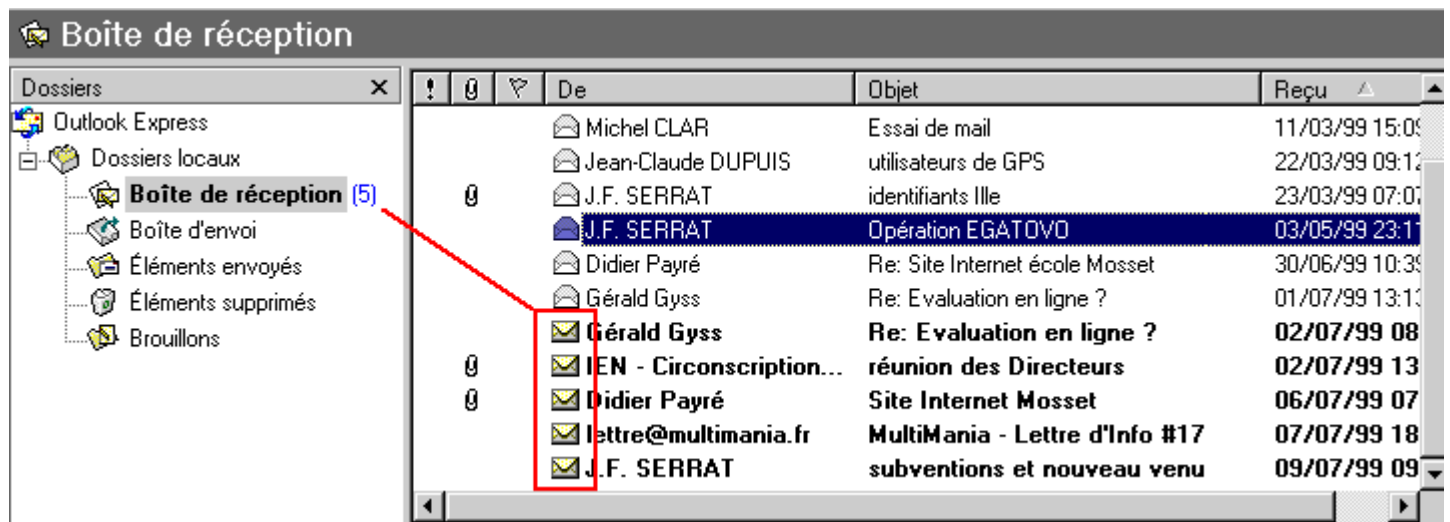 Boîte de réception
Dossiers
Outlook Express
Dossiers locaux
Boîte de réception (5)
Boîte d'envoi
Éléments envoyés
Éléments supprimés
Brouillons
De Objet Reçu
Michel CLAR Essai de mail 11/03/99 15:09
Jean-Claude DUPUIS utilisateurs de GPS 22/03/99 09:12
J.F. SERRAT identifiants Ille 23/03/99 07:07
J.F. SERRAT Opération EGATOVO 03/05/99 23:11
Didier Payré Re: Site Internet école Mosset 30/06/99 10:39
Gérald Gyss Re: Evaluation en ligne ? 01/07/99 13:13
Gérald Gyss Re: Evaluation en ligne ? 02/07/99 08
IEN - Circonscription... réunion des Directeurs 02/07/99 13
Didier Payré Site Internet Mosset 06/07/99 07
lettre@multimania.fr MultiMania - Lettre d'Info #17 07/07/99 18
J.F. SERRAT subventions et nouveau venu 09/07/99 09